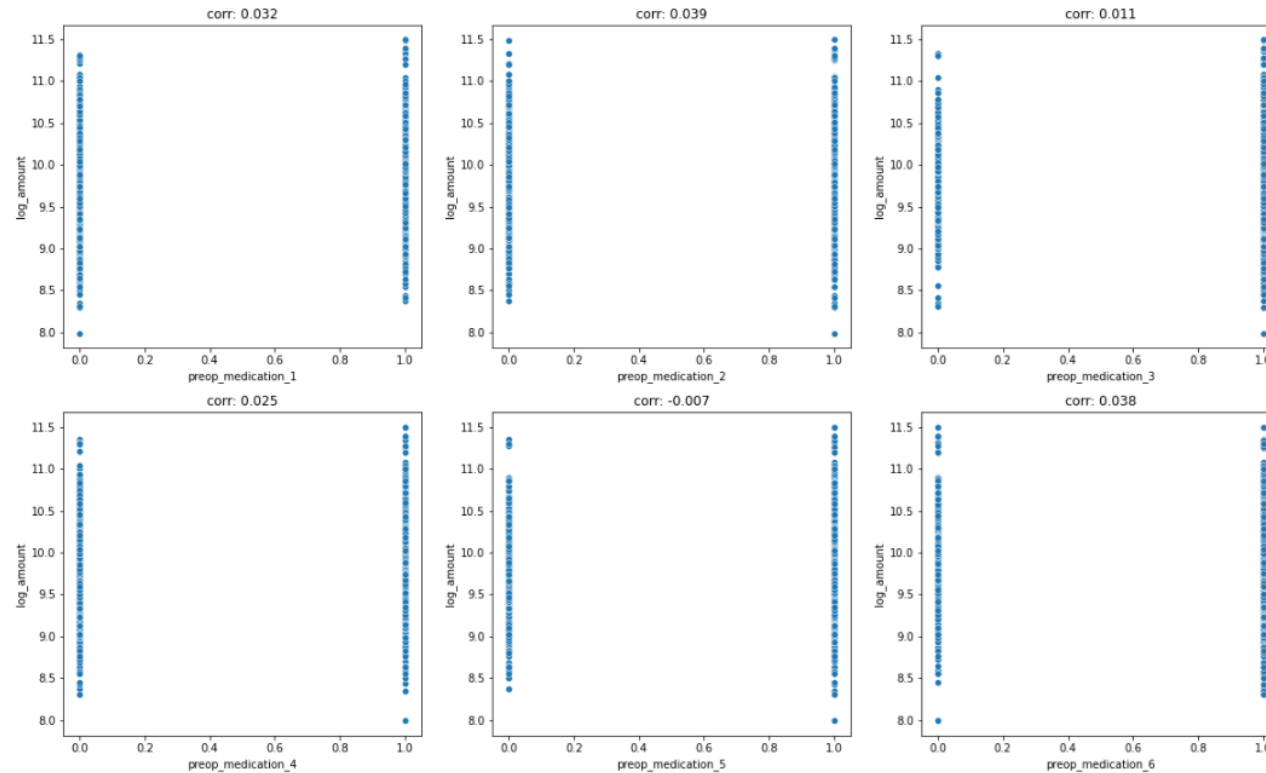 corr: 0.032
corr: 0.039
corr: 0.011
11.5
11.0
10.5
10.0
9.5
9.0
8.5
8.0
log_amount
0.0 0.2 0.4 0.6 0.8 1.0
preop_medication_1
11.5
11.0
10.5
10.0
9.5
9.0
8.5
8.0
log_amount
0.0 0.2 0.4 0.6 0.8 1.0
preop_medication_2
11.5
11.0
10.5
10.0
9.5
9.0
8.5
8.0
log_amount
0.0 0.2 0.4 0.6 0.8
preop_medication_3
corr: 0.025
corr: -0.007
corr: 0.038
11.5
11.0
10.5
10.0
9.5
9.0
8.5
8.0
log_amount
0.0 0.2 0.4 0.6 0.8 1.0
preop_medication_4
11.5
11.0
10.5
10.0
9.5
9.0
8.5
8.0
log_amount
0.0 0.2 0.4 0.6 0.8 1.0
preop_medication_5
11.5
11.0
10.5
10.0
9.5
9.0
8.5
8.0
log_amount
0.0 0.2 0.4 0.6 0.8
preop_medication_6